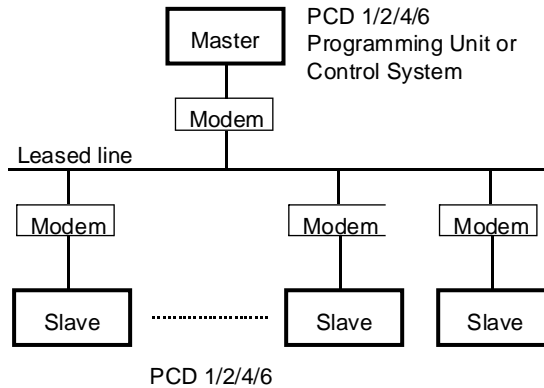 PCD 1/2/4/6
Master
Programming Unit or
Control System
Modem
Leased line
Modem
Modem
Modem
Slave
Slave
Slave
PCD 1/2/4/6